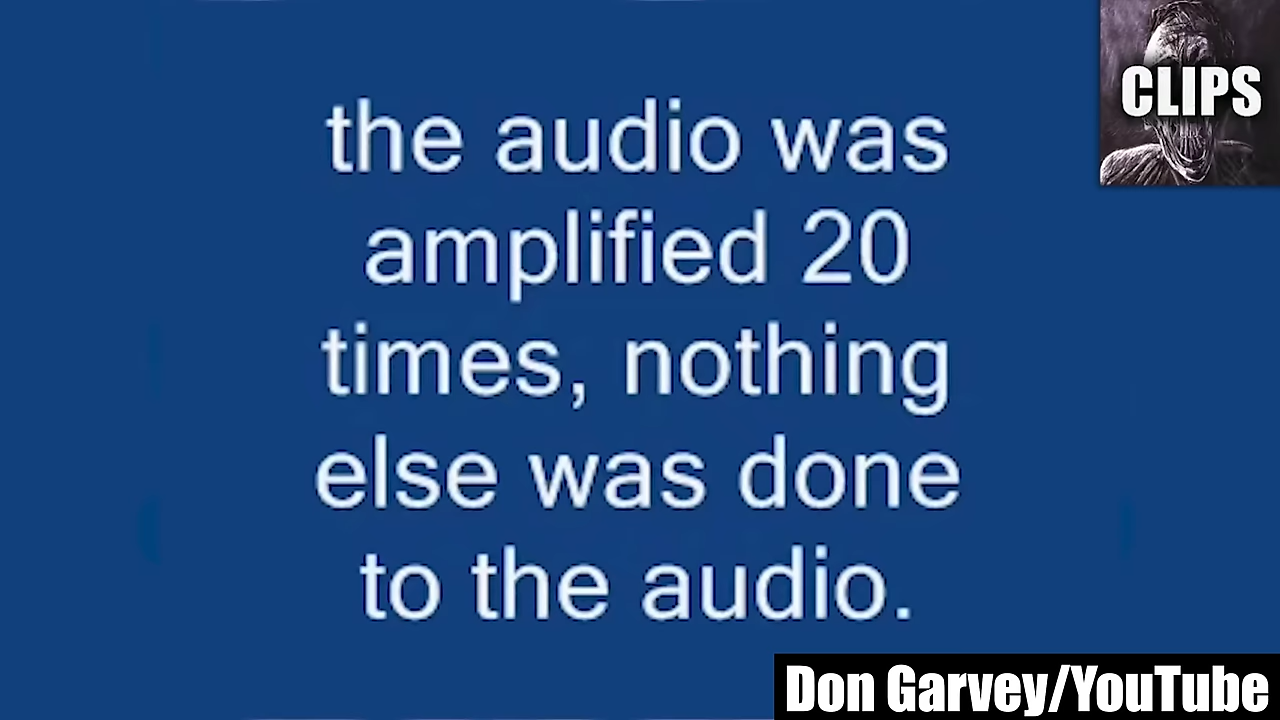 CLIPS
the audio was
amplified 20
times, nothing
else was done
to the audio.
Don Garvey/YouTube